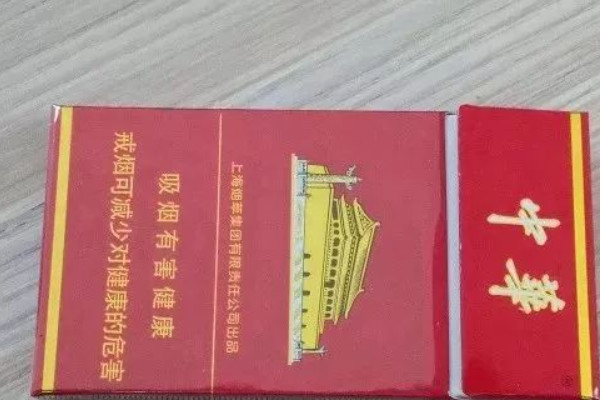 中华
上海烟草集团有限责任公司出品
吸烟有害健康
戒烟可减少对健康的危害